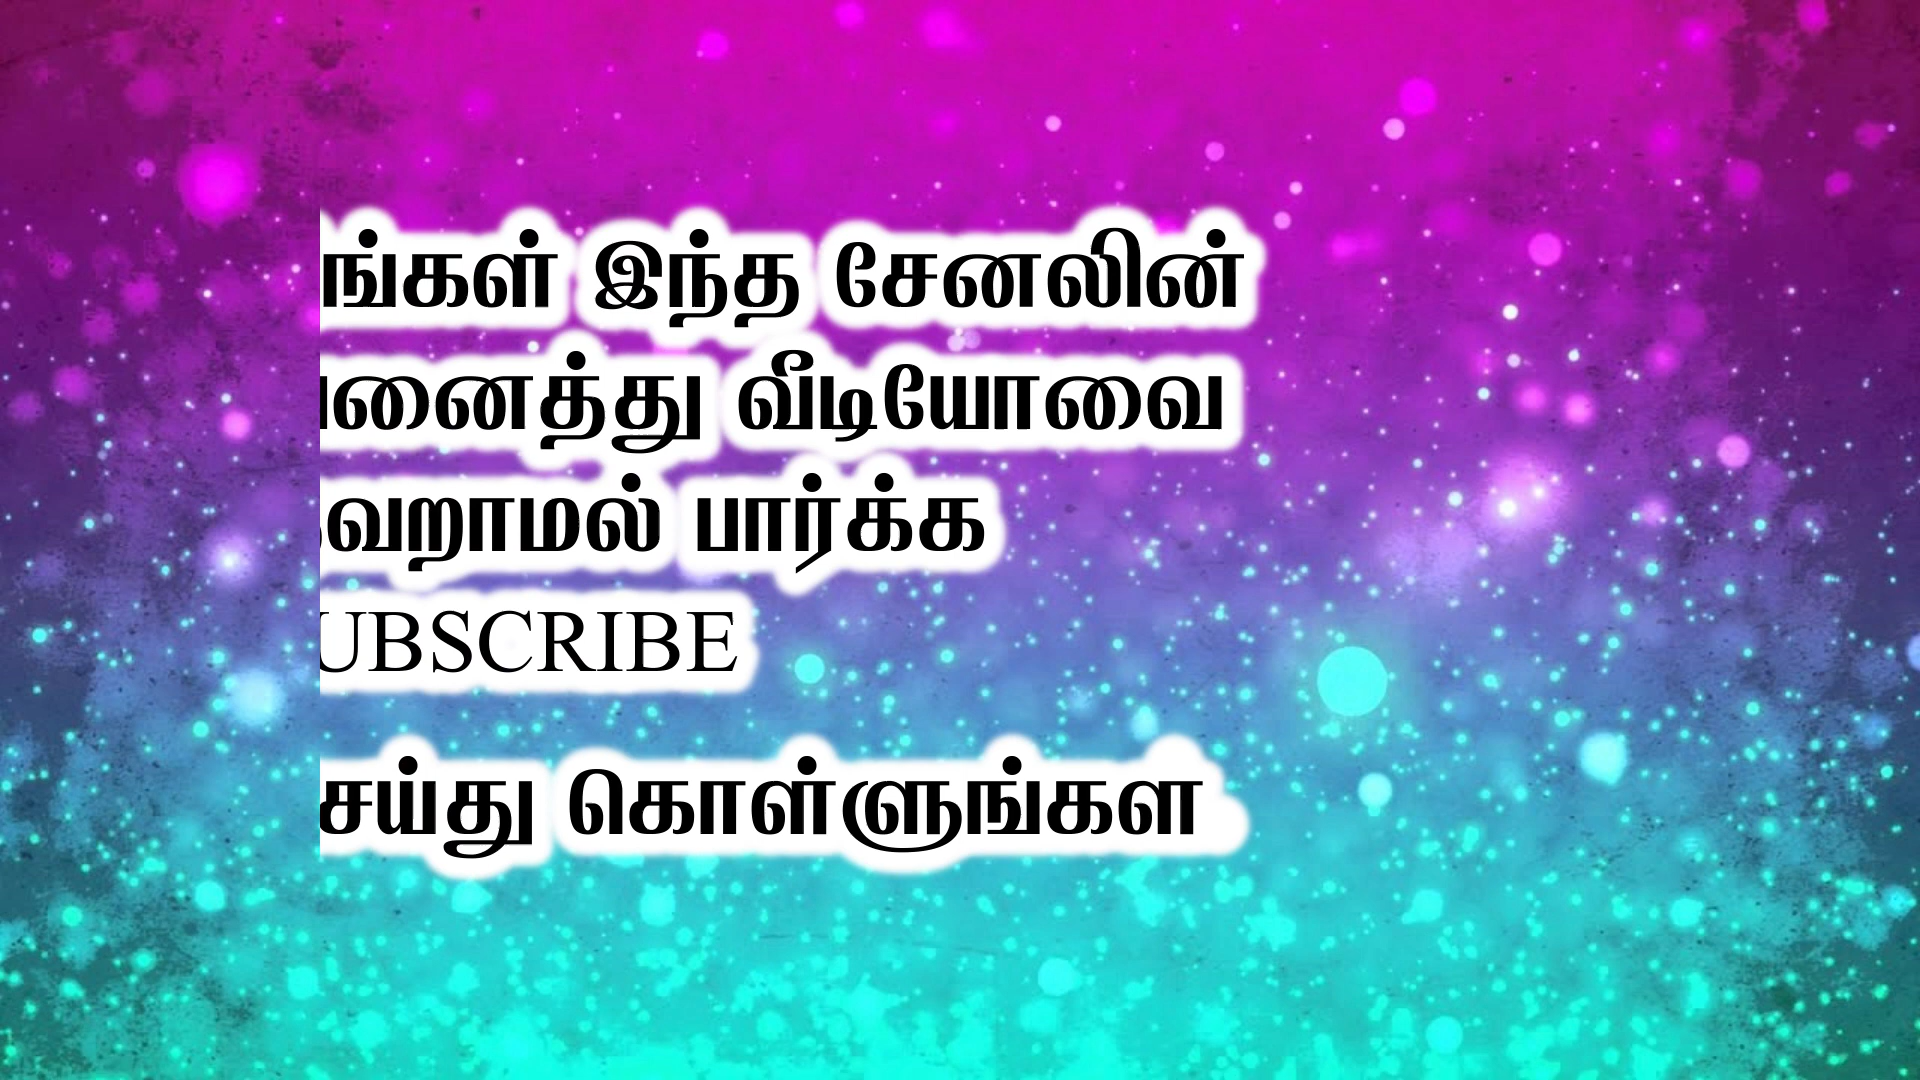 ங்கள் இந்த சேனலின்
னைத்து வீடியோவை
வறாமல் பார்க்க
UBSCRIBE
சய்து கொள்ளுங்கள